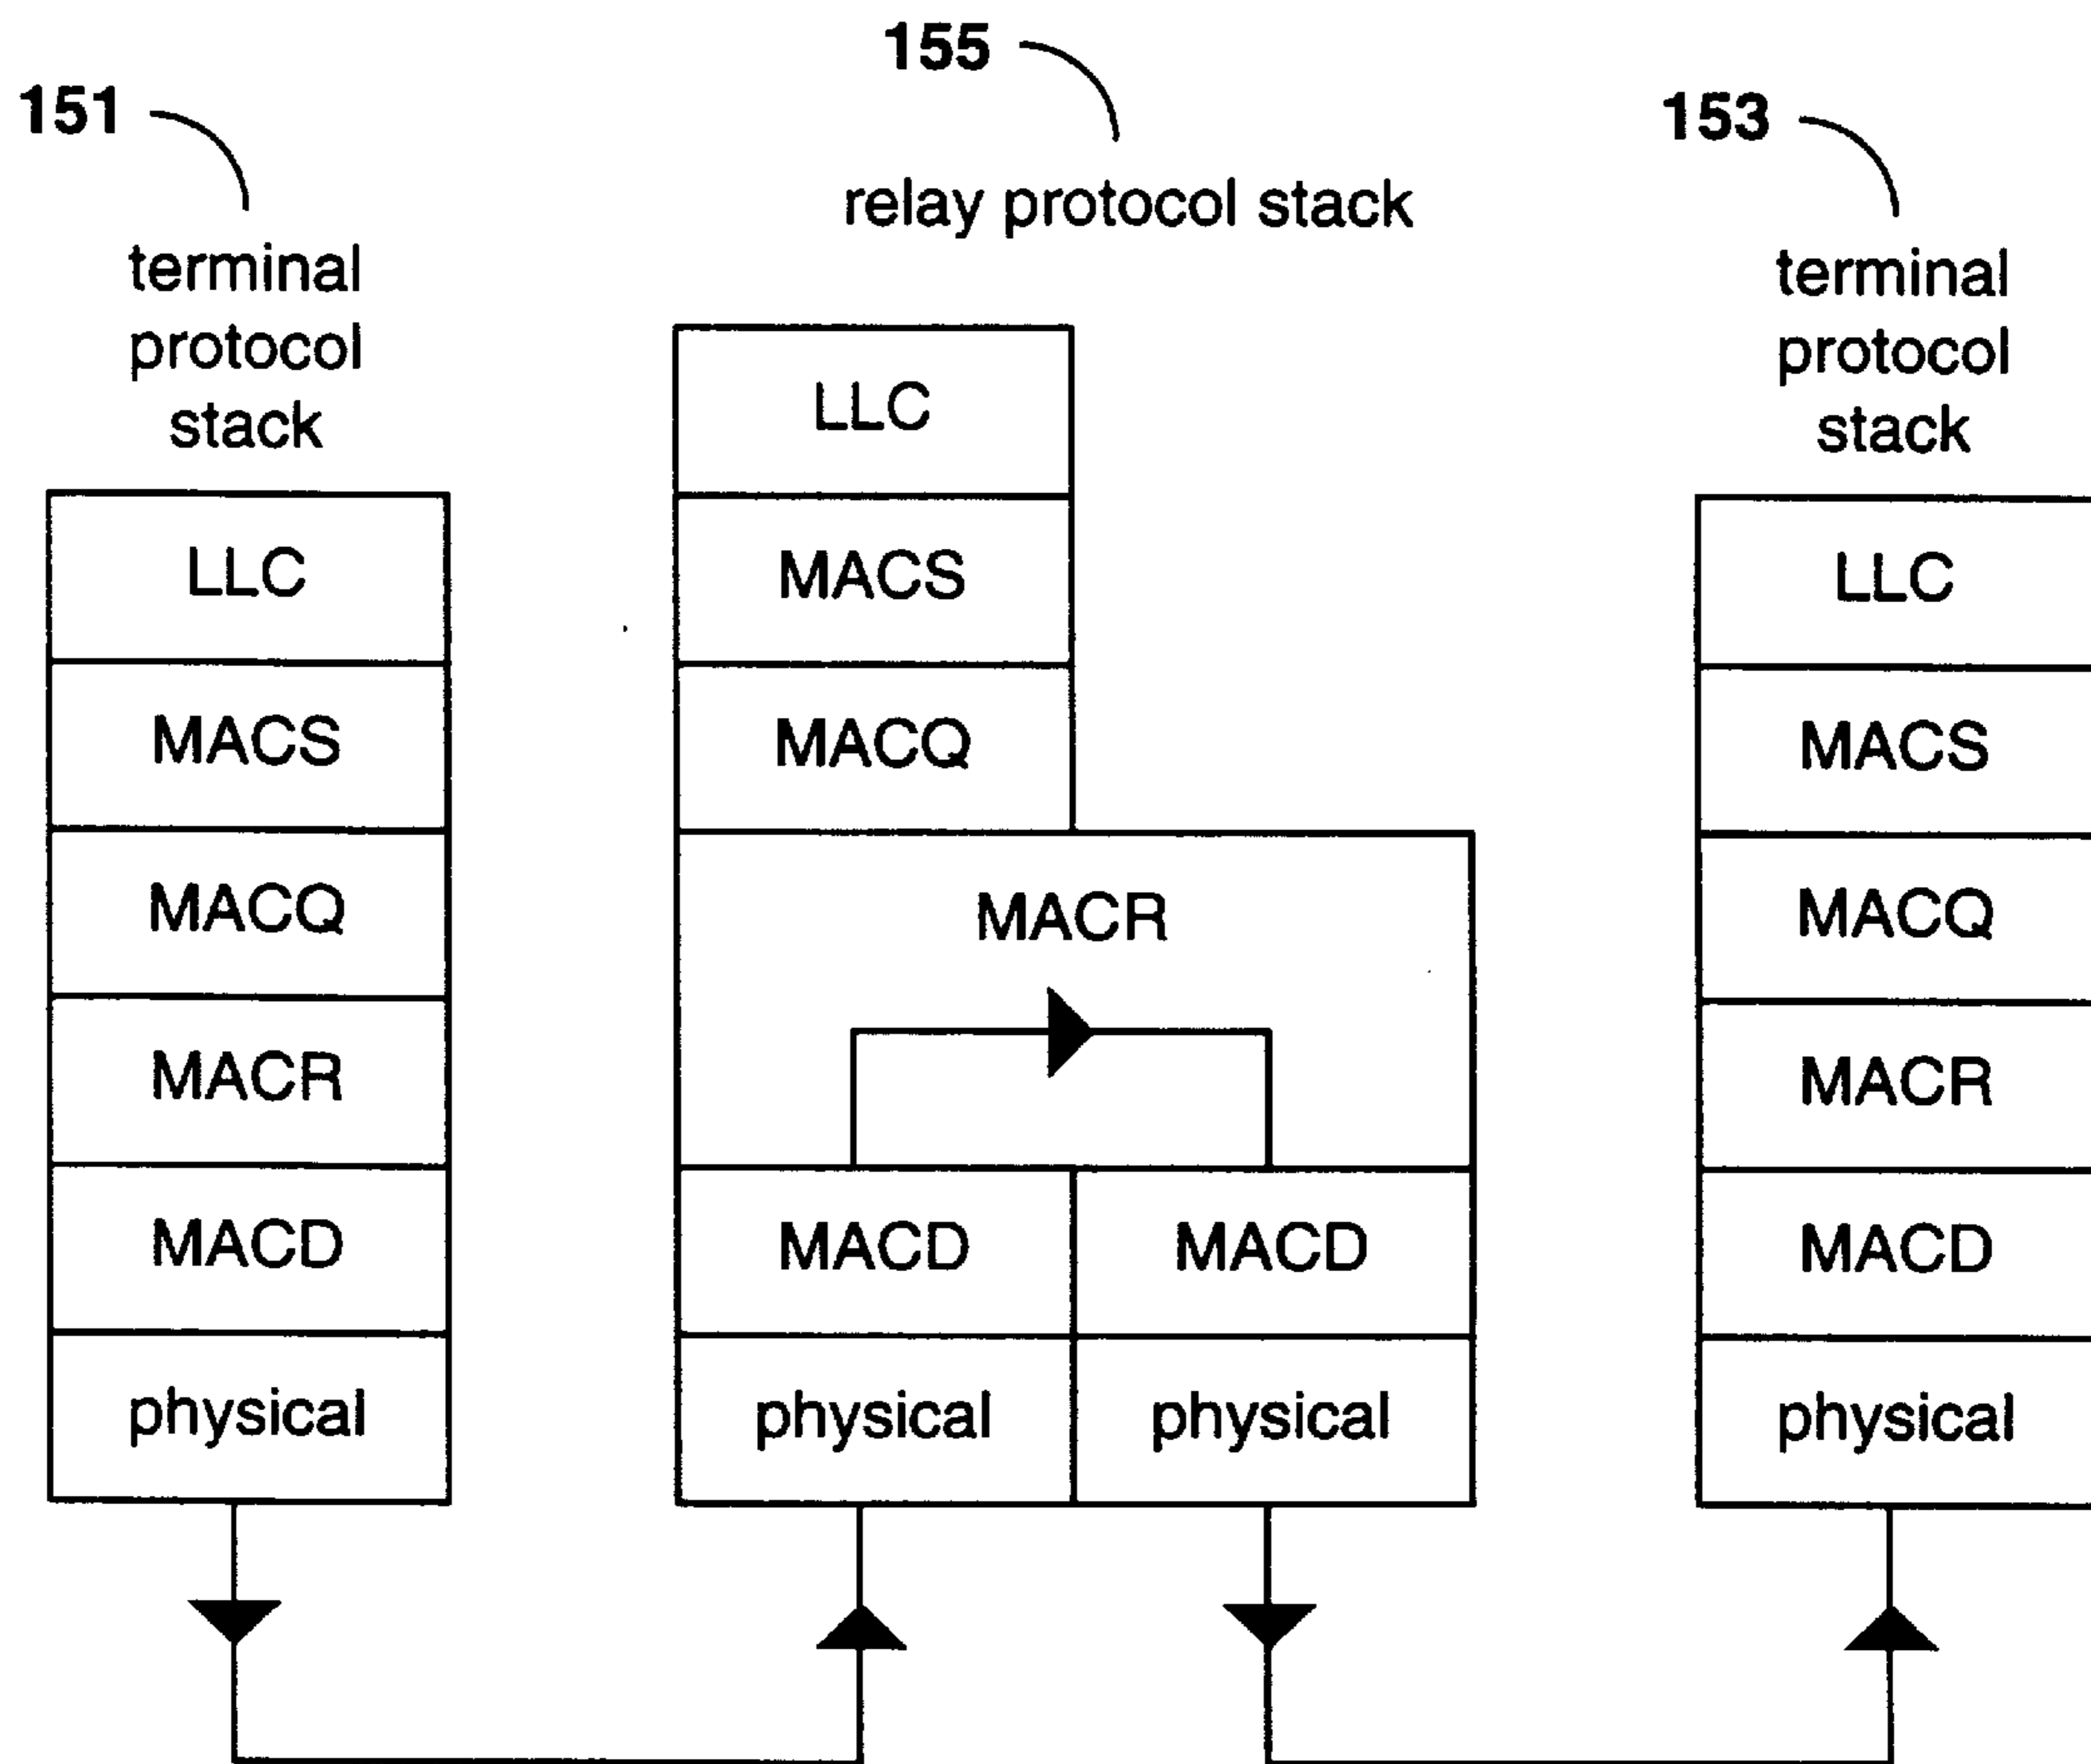 155
151
153
relay protocol stack
terminal
protocol
stack
terminal
protocol
stack
LLC
MACS
MACQ
MACR
MACD
physical
LLC
MACS
MACQ
MACR
MACD
MACD
physical
physical
LLC
MACS
MACQ
MACR
MACD
physical